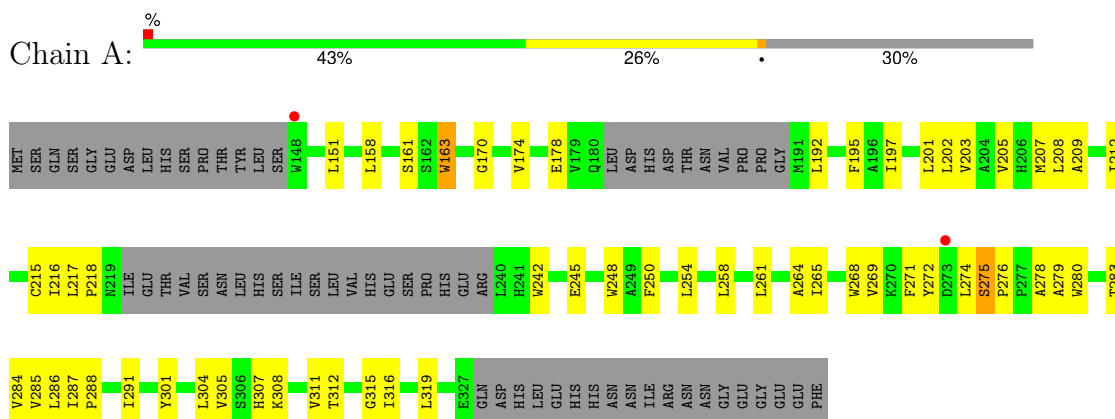 %
Chain A:
43% 26% • 30%
MET SER GLN SER GLY GLU ASP LEU HIS SER PRO THR TYR LEU SER W148 L151 L158 S161 S162 W163 G170 V174 E178 V179 Q180 LEU ASP HIS ASP THR ASN VAL PRO PRO GLY M191 L192 F195 A196 I197 L201 L202 V203 A204 V205 H206 M207 L208 A209
C215 I216 L217 P218 N219 ILE GLU THR VAL SER ASN LEU HIS SER ILE SER LEU VAL HIS GLU SER PRO HIS GLU ARG L240 H241 W242 E245 W248 A249 F250 L254 L258 L261 A264 I265 W268 V269 K270 F271 Y272 D273 L274 S275 P276 P277 A278 A279 W280 T283
V284 V285 L286 I287 P288 I291 Y301 L304 V305 S306 H307 K308 V311 T312 G315 I316 L319 E327 GLN ASP HIS LEU GLU HIS HIS ASN ASN ILE ARG ASN ASN GLY GLU GLU GLY GLU GLU PHE